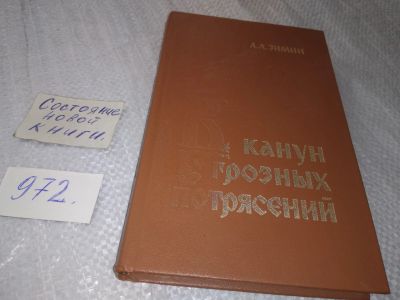 А.А.ЗИМИН
В КАНУН
ГРОЗНЫХ
ПОТРЯСЕНИЙ
Состояние
новой
книги.
972.